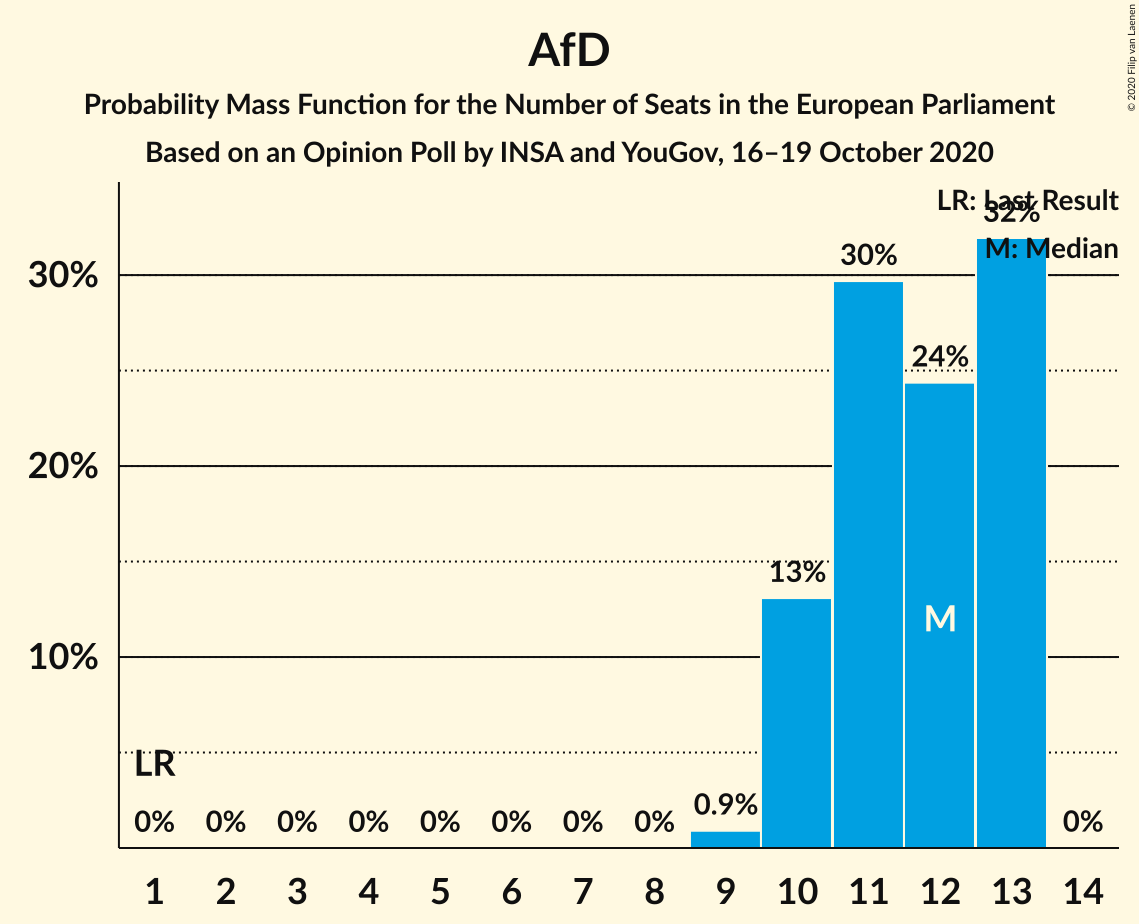 AfD
Probability Mass Function for the Number of Seats in the European Parliament
Based on an Opinion Poll by INSA and YouGov, 16–19 October 2020
© 2020 Filip van Laenen
LR: Last Result
M: Median
30%
20%
10%
LR
0% 0% 0% 0% 0% 0% 0% 0% 0.9% 13% 30% 24% 32% 0%
M
1 2 3 4 5 6 7 8 9 10 11 12 13 14